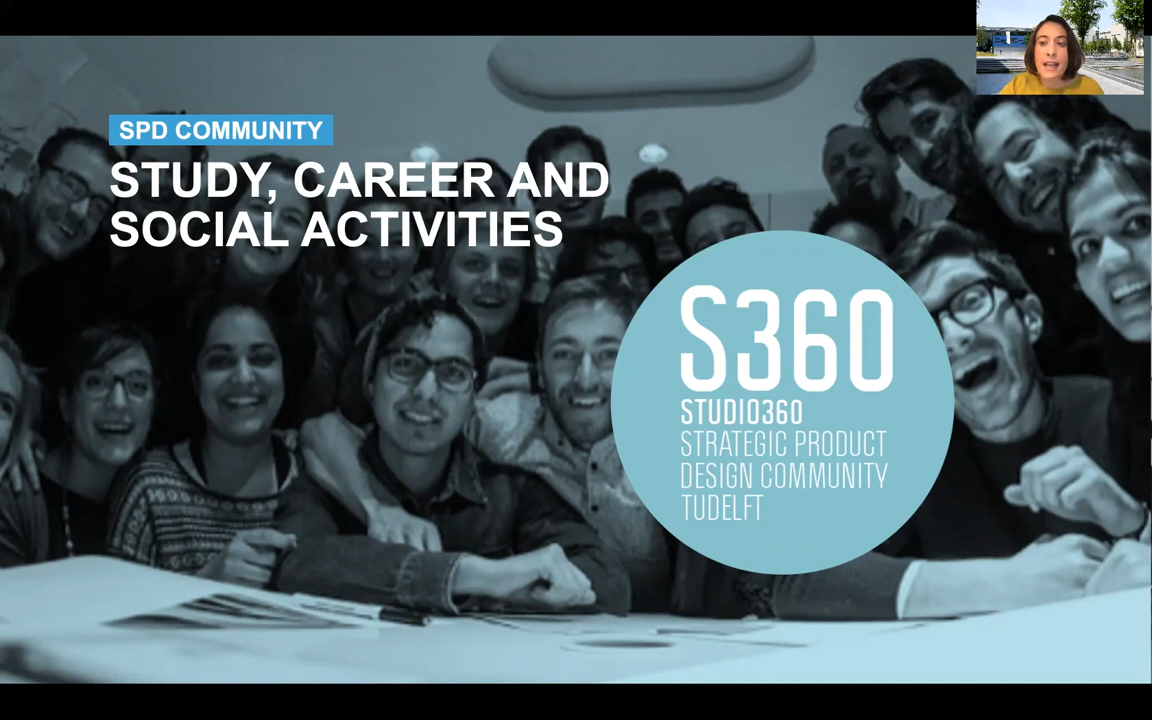 SPD COMMUNITY
STUDY, CAREER AND
SOCIAL ACTIVITIES
S360
STUDIO360
STRATEGIC PRODUCT
DESIGN COMMUNITY
TUDELFT